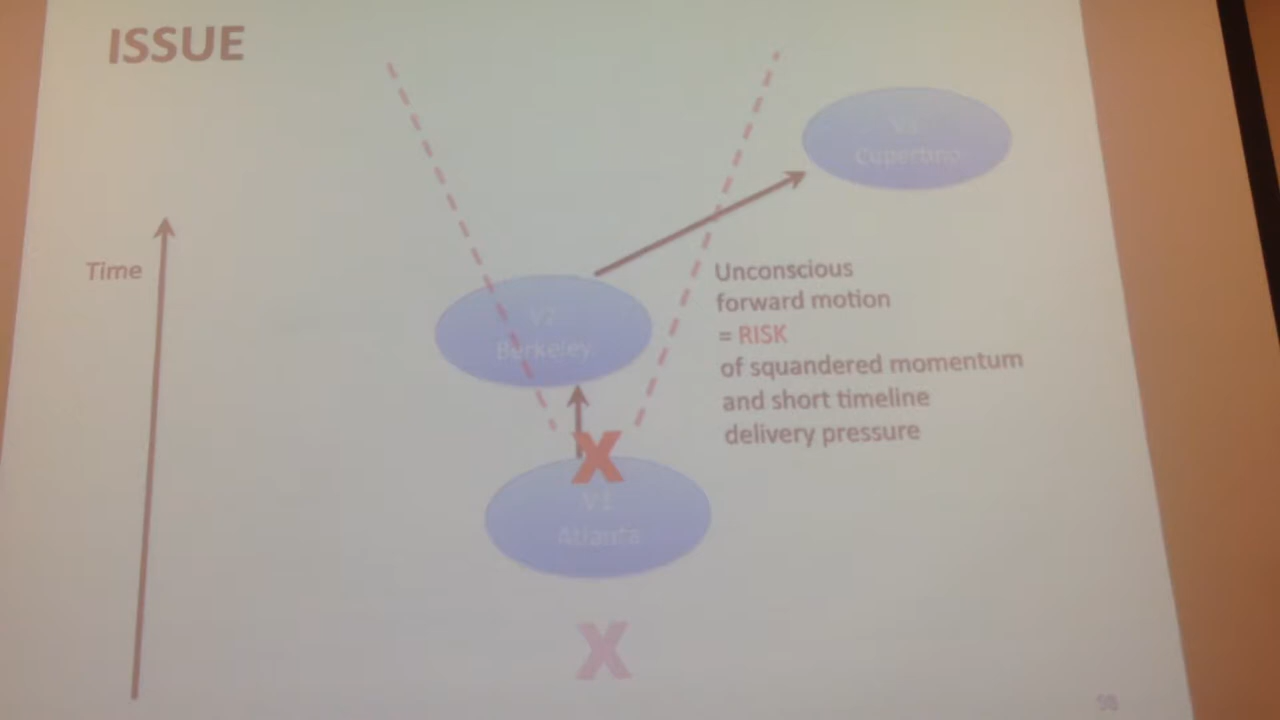 ISSUE
Cupertino
Time
Unconscious
forward motion
= RISK
of squandered momentum
and short timeline
delivery pressure
V2
Berkeley
X
V1
Atlanta
X